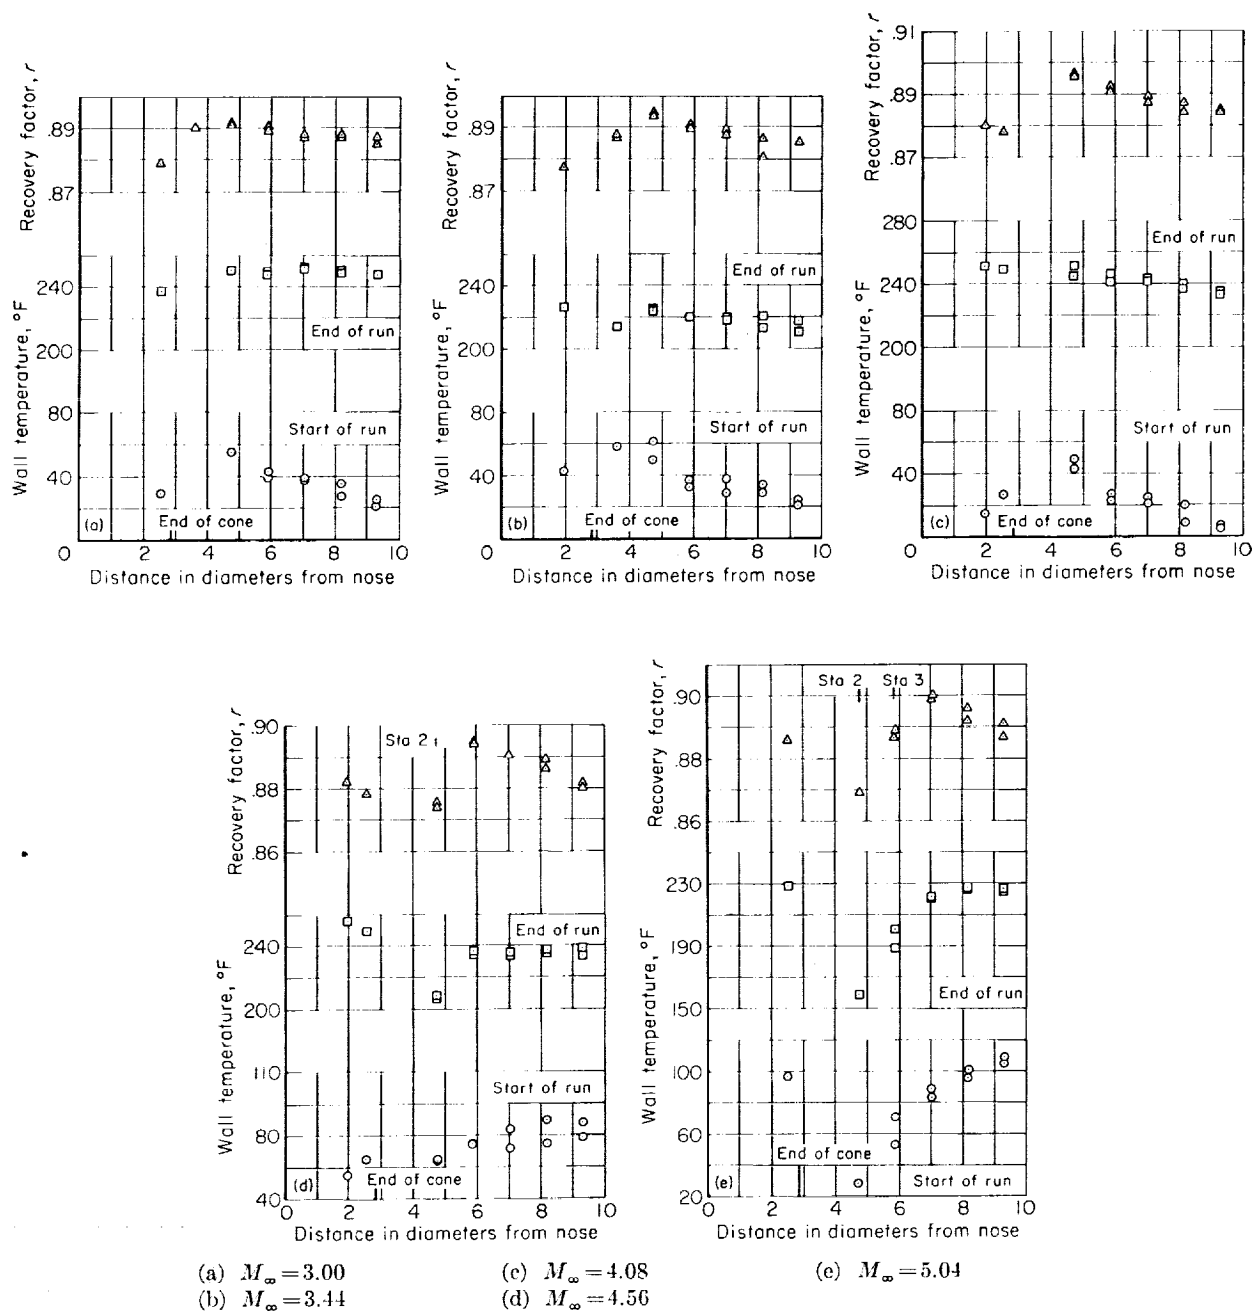 Recovery factor, r
.89
.87
Wall temperature, °F
240
200
80
40
0
End of run
Start of run
(a)
End of cone
0 2 4 6 8 10
Distance in diameters from nose
Recovery factor, r
.89
.87
Wall temperature, °F
240
200
80
40
0
End of run
Start of run
(b)
End of cone
2 4 6 8 10
Distance in diameters from nose
Recovery factor, r
.91
.89
.87
Wall temperature, °F
280
240
200
80
40
0
End of run
Start of run
(c)
End of cone
2 4 6 8 10
Distance in diameters from nose
Recovery factor, r
.90
.88
.86
Sta 2
Wall temperature, °F
240
200
110
80
40
End of run
Start of run
(d)
End of cone
0 2 4 6 8 10
Distance in diameters from nose
Recovery factor, r
.90
.88
.86
Sta 2
Sta 3
Wall temperature, °F
230
190
150
100
60
20
End of run
End of cone
(e)
Start of run
0 2 4 6 8 10
Distance in diameters from nose
(a) M∞=3.00
(b) M∞=3.44
(c) M∞=4.08
(d) M∞=4.56
(e) M∞=5.04